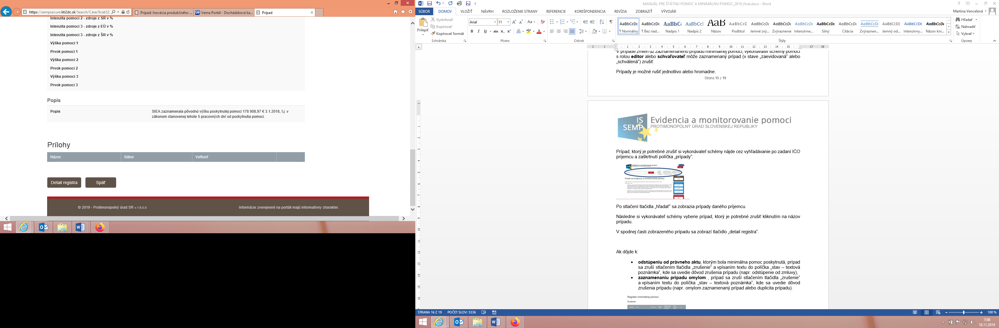 https://sempsecure.kti2dc.sk/Search/Case/9cab52
Prípad: Inovácia produkčného ...
Vema Portál - Dochádzková ka...
Prípad
Intenzita pomoci 2 - zdroje z ŠR v %
Intenzita pomoci 3 - zdroje z EÚ v %
Intenzita pomoci 3 - zdroje z ŠR v %
Výška pomoci 1
Prvok pomoci 1
Výška pomoci 2
Prvok pomoci 2
Výška pomoci 3
Prvok pomoci 3
Popis
Popis
SIEA zaznamenala pôvodnú výšku poskytnutej pomoci 178 908,97 € 3.1.2018, t.j. v
zákonom stanovenej lehote 5 pracovných dní od poskytnutia pomoci.
Prílohy
Názov Súbor Veľkosť
Detail registra Späť
© 2019 - Protimonopolný úrad SR v.1.6.0.0
Informácie zverejnené na portáli majú informatívny charakter.
MANUÁL PRE ŠTÁTNU POMOC A MINIMÁLNU POMOC_2019_final.docx - Word
SÚBOR DOMOV VLOŽIŤ NÁVRH ROZLOŽENIE STRANY REFERENCIE KOREŠPONDENCIA REVÍZIA ZOBRAZIŤ VÝVOJÁR
Martina Vencelová
Prilepiť
Vystrihnúť
Kopírovať
Kopírovať formát
Schránka
Arial 11
Písmo
Odsek
¶ Normálny ¶ Bez riad... Nadpis 1 Nadpis 2 Názov Podtitul Jemné zvý... Zvýraznenie Intenzívne... Silný Citácia Zvýraznen... Jemný od... Intenzívny... Názov kni...
Štýly
Hľadať
Nahradiť
Vybrať
Úpravy
V prípade zmien už zaznamenaného prípadu minimálnej pomoci, vykonávateľ schémy pomoci
s rolou editor alebo schvaľovateľ môže zaznamenaný prípad (v stave „zaevidovaná“ alebo
„schválená“) zrušiť.
Prípady je možné rušiť jednotlivo alebo hromadne.
Strana 15 z 19
IS
SEMP
Evidencia a monitorovanie pomoci
PROTIMONOPOLNÝ ÚRAD SLOVENSKEJ REPUBLIKY
Prípad, ktorý je potrebné zrušiť si vykonávateľ schémy nájde cez vyhľadávanie po zadaní IČO
príjemcu a zaškrtnutí políčka „prípady“:
Evidencia a monitorovanie pomoci
Portál na evidenciu a monitorovanie pomoci
Po stlačení tlačidla „hľadať“ sa zobrazia prípady daného príjemcu.
Následne si vykonávateľ schémy vyberie prípad, ktorý je potrebné zrušiť kliknutím na názov
prípadu.
V spodnej časti zobrazeného prípadu sa zobrazí tlačidlo „detail registra“.
Ak dôjde k:
• odstúpeniu od právneho aktu, ktorým bola minimálna pomoc poskytnutá, prípad
sa zruší stlačením tlačidla „zrušenie“ a vpísaním textu do políčka „stav – textová
poznámka“, kde sa uvedie dôvod zrušenia prípadu (napr. odstúpenie od zmluvy),
• zaznamenaniu prípadu omylom , prípad sa zruší stlačením tlačidla „zrušenie“
a vpísaním textu do políčka „stav – textová poznámka“, kde sa uvedie dôvod
zrušenia prípadu (napr. omylom zaznamenaný prípad alebo duplicita prípadu).
Register minimálnej pomoci
Zrušenie
STRANA 16 Z 19 POČET SLOV: 5336
100 %
7:08
18.11.2019